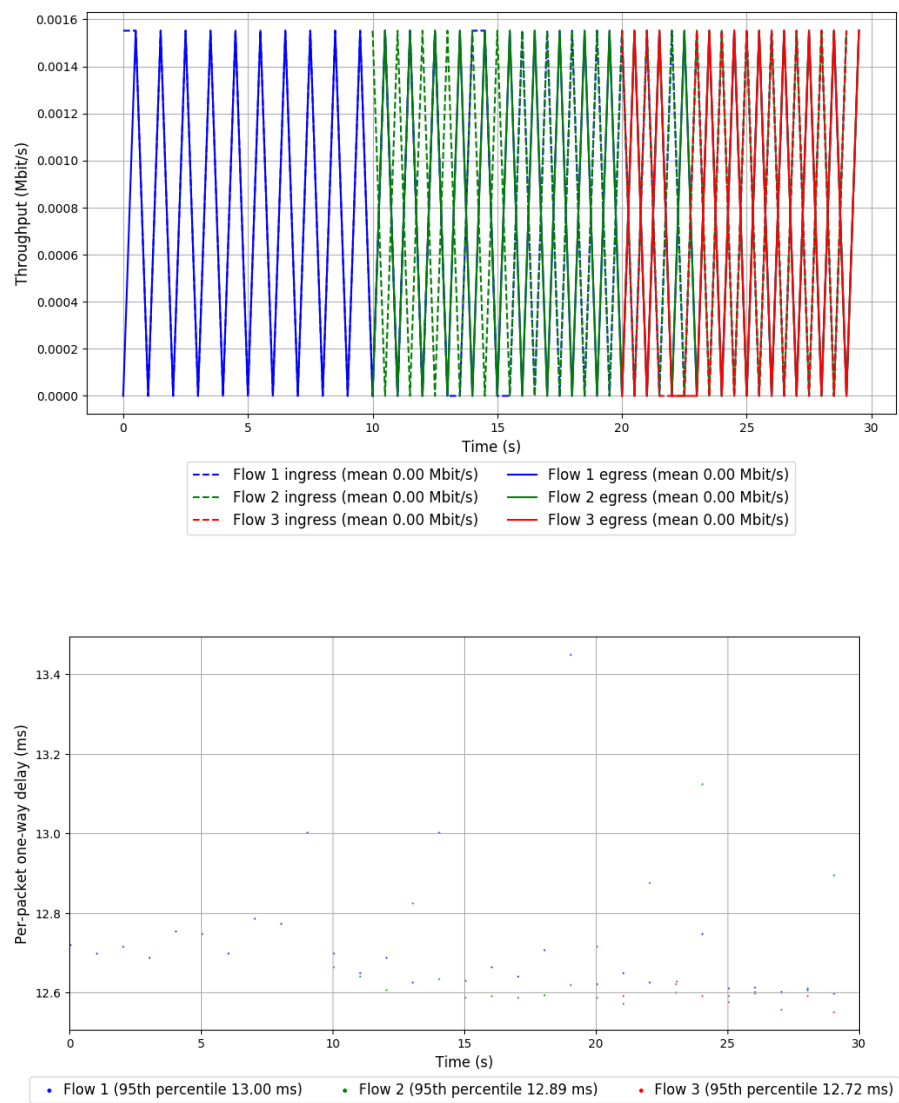 0.0016
0.0014
0.0012
0.0010
0.0008
0.0006
0.0004
0.0002
0.0000
Throughput (Mbit/s)
0 5 10 15 20 25 30
Time (s)
Flow 1 ingress (mean 0.00 Mbit/s) Flow 1 egress (mean 0.00 Mbit/s)
Flow 2 ingress (mean 0.00 Mbit/s) Flow 2 egress (mean 0.00 Mbit/s)
Flow 3 ingress (mean 0.00 Mbit/s) Flow 3 egress (mean 0.00 Mbit/s)
13.4
13.2
13.0
12.8
12.6
Per-packet one-way delay (ms)
0 5 10 15 20 25 30
Time (s)
Flow 1 (95th percentile 13.00 ms) Flow 2 (95th percentile 12.89 ms) Flow 3 (95th percentile 12.72 ms)